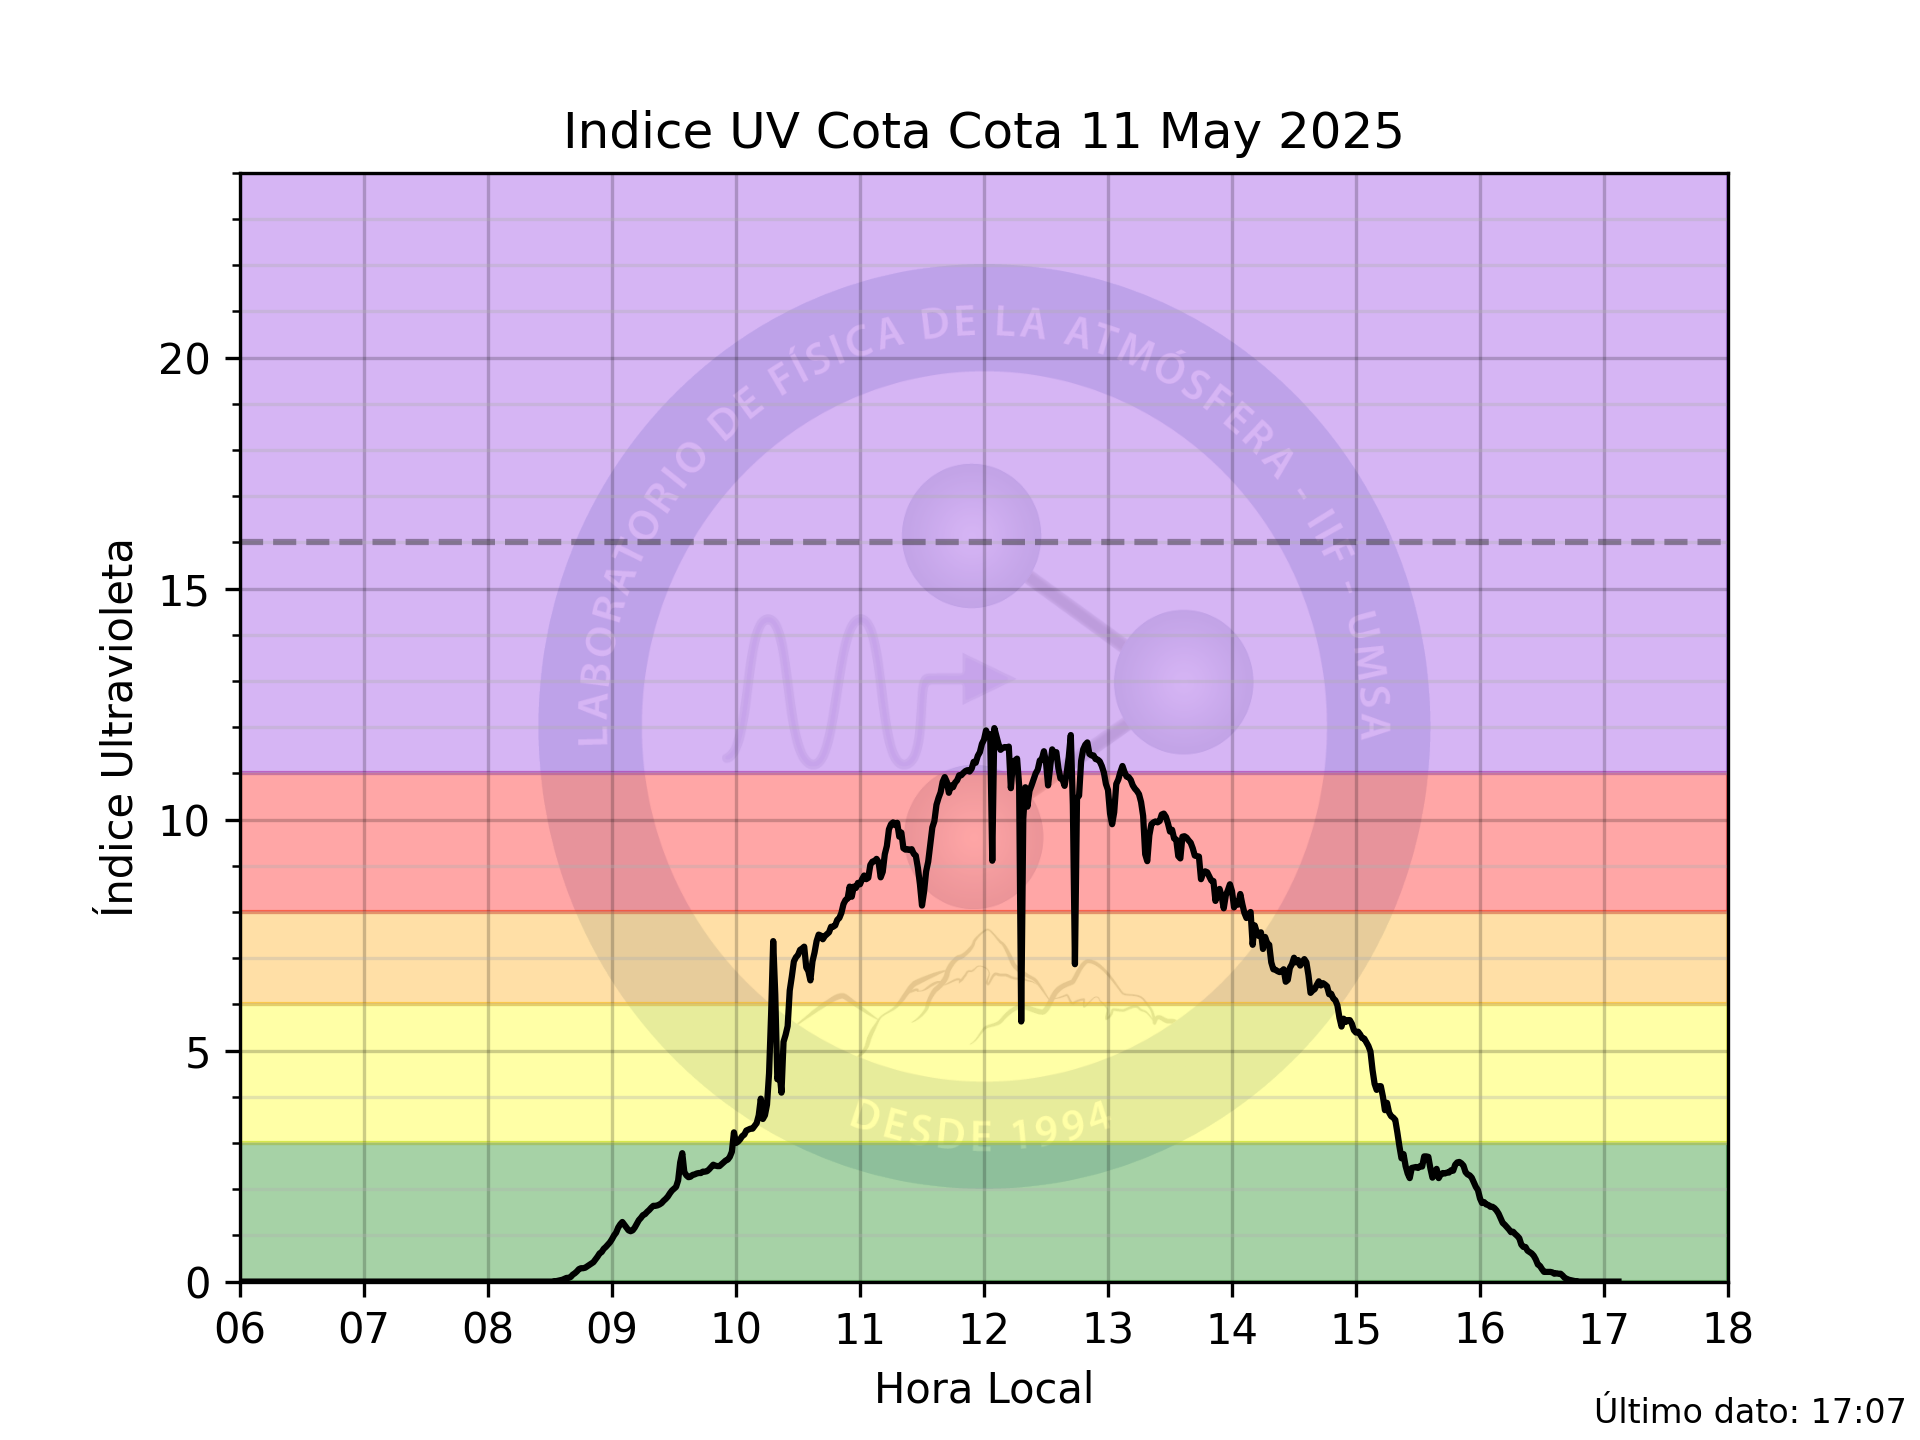 Indice UV Cota Cota 11 May 2025
Índice Ultravioleta
20
15
10
5
0
LABORATORIO DE FÍSICA DE LA ATMÓSFERA - IIF - UMSA
DESDE 1994
06 07 08 09 10 11 12 13 14 15 16 17 18
Hora Local
Último dato: 17:07